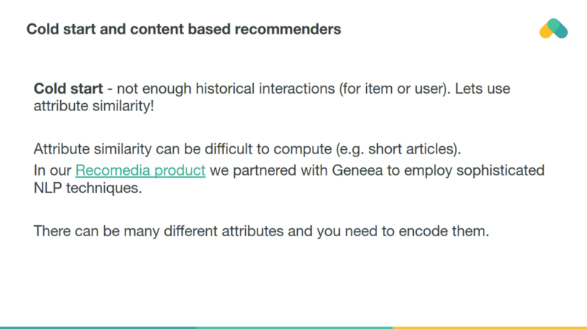 Cold start and content based recommenders
Cold start - not enough historical interactions (for item or user). Lets use
attribute similarity!
Attribute similarity can be difficult to compute (e.g. short articles).
In our Recomedia product we partnered with Geneea to employ sophisticated
NLP techniques.
There can be many different attributes and you need to encode them.